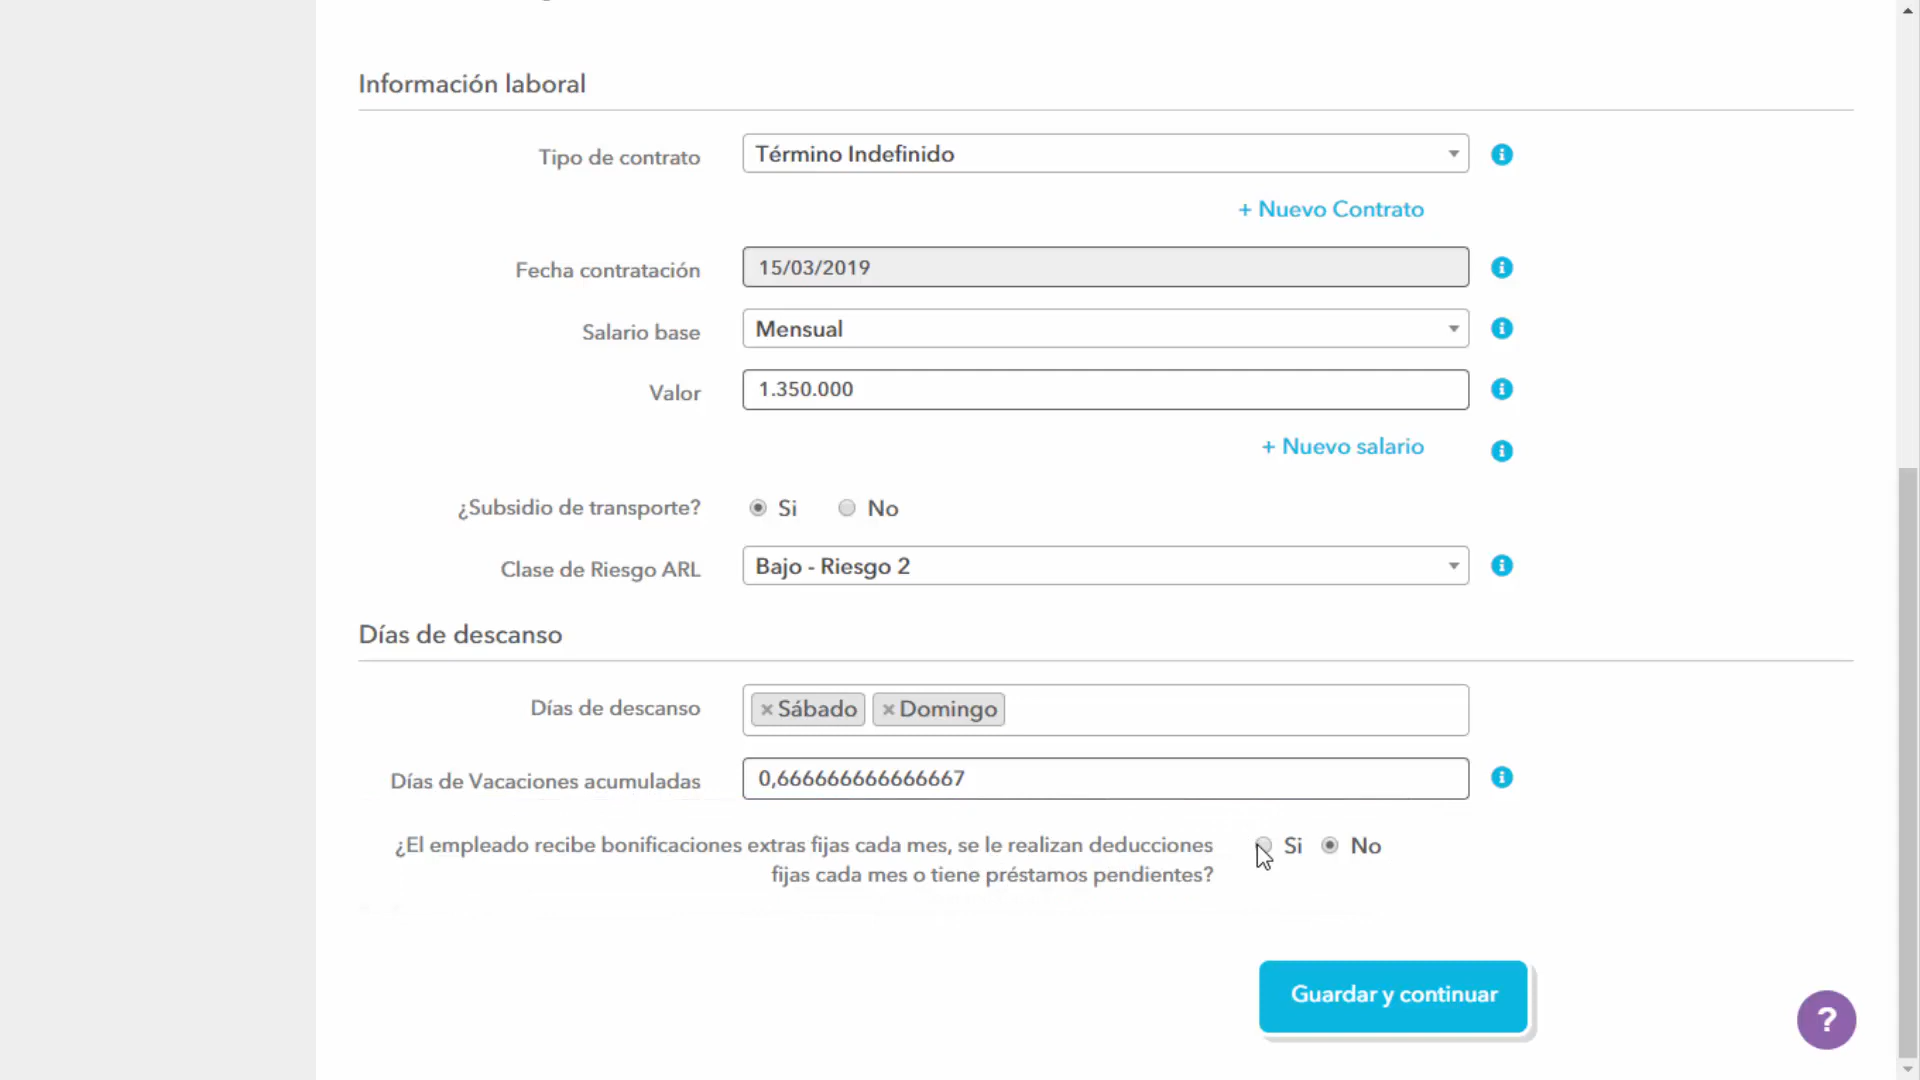 Información laboral
Tipo de contrato Término Indefinido
+ Nuevo Contrato
Fecha contratación 15/03/2019
Salario base Mensual
Valor 1.350.000
+ Nuevo salario
¿Subsidio de transporte? Si No
Clase de Riesgo ARL Bajo - Riesgo 2
Días de descanso
Días de descanso × Sábado × Domingo
Días de Vacaciones acumuladas 0,666666666666667
¿El empleado recibe bonificaciones extras fijas cada mes, se le realizan deducciones Si No
fijas cada mes o tiene préstamos pendientes?
Guardar y continuar
?